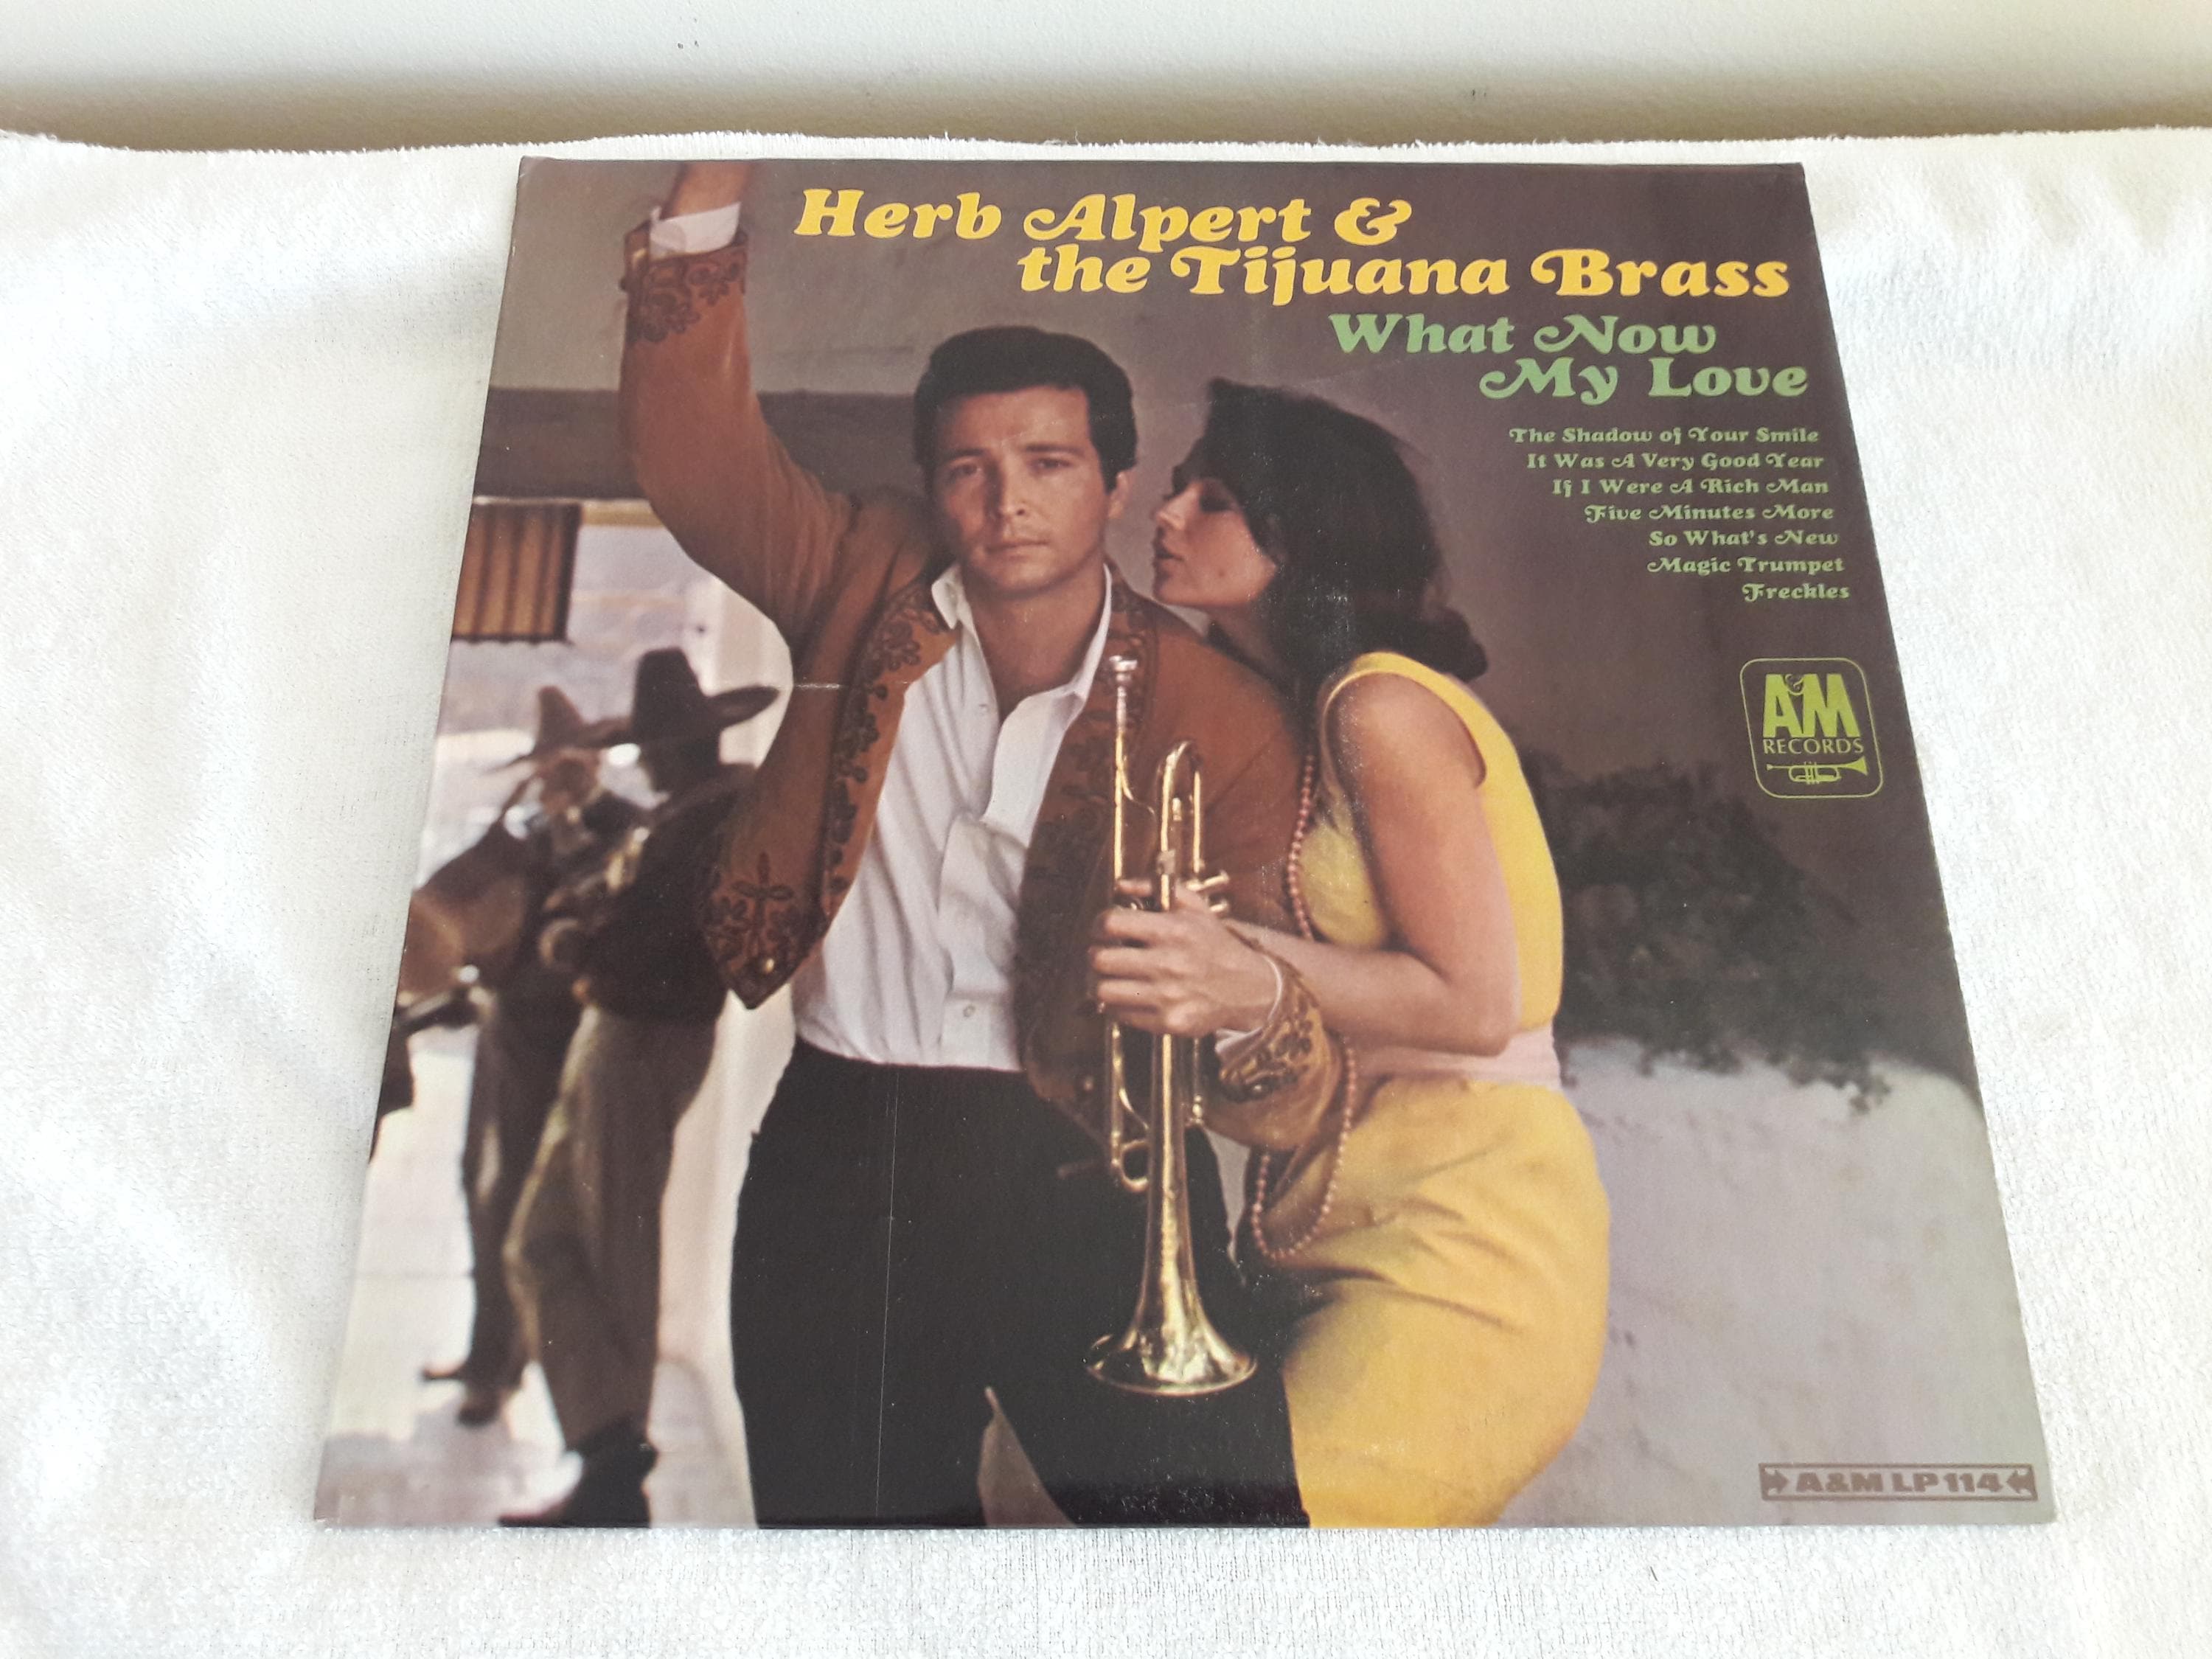 Herb Alpert &
the Tijuana Brass
What Now
My Love
The Shadow of Your Smile
It Was A Very Good Year
If I Were A Rich Man
Five Minutes More
So What's New
Magic Trumpet
Freckles
A&M
RECORDS
A&M LP 114